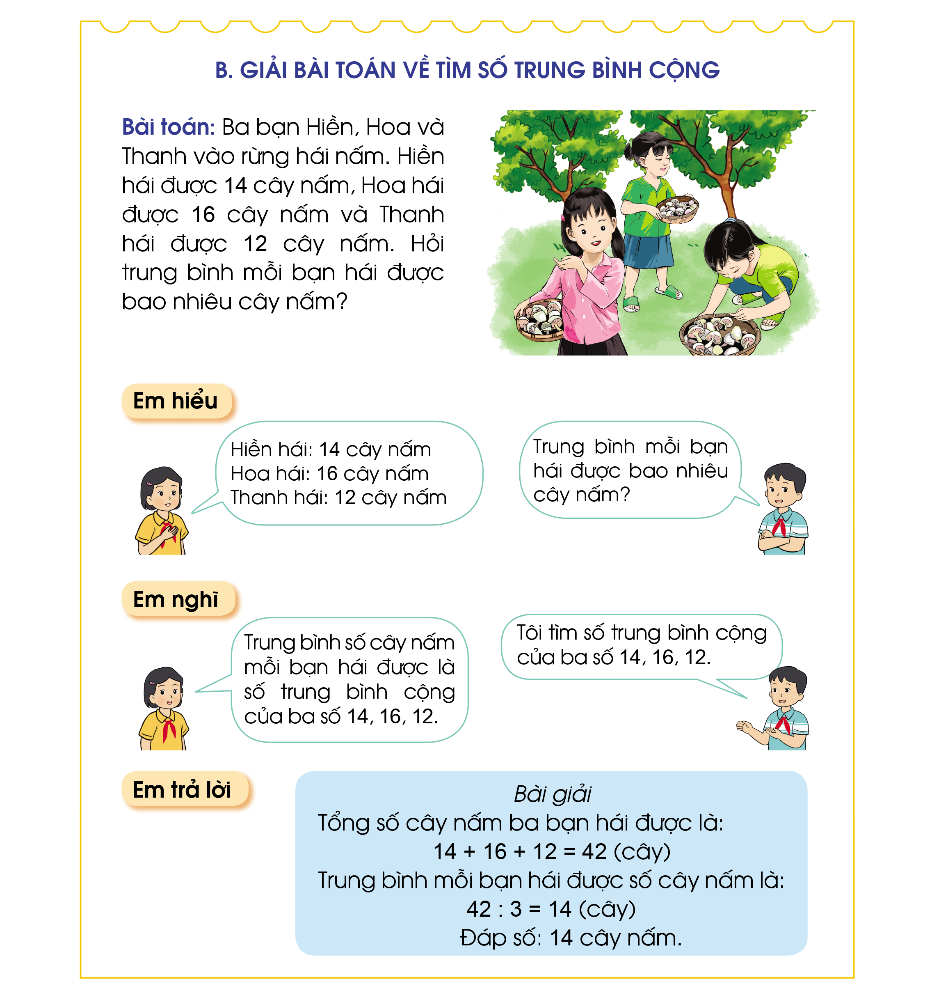 B. GIẢI BÀI TOÁN VỀ TÌM SỐ TRUNG BÌNH CỘNG
Bài toán: Ba bạn Hiền, Hoa và
Thanh vào rừng hái nấm. Hiền
hái được 14 cây nấm, Hoa hái
được 16 cây nấm và Thanh
hái được 12 cây nấm. Hỏi
trung bình mỗi bạn hái được
bao nhiêu cây nấm?
Em hiểu
Hiền hái: 14 cây nấm
Hoa hái: 16 cây nấm
Thanh hái: 12 cây nấm
Trung bình mỗi bạn
hái được bao nhiêu
cây nấm?
Em nghĩ
Trung bình số cây nấm
mỗi bạn hái được là
số trung bình cộng
của ba số 14, 16, 12.
Tôi tìm số trung bình cộng
của ba số 14, 16, 12.
Em trả lời
Bài giải
Tổng số cây nấm ba bạn hái được là:
14 + 16 + 12 = 42 (cây)
Trung bình mỗi bạn hái được số cây nấm là:
42 : 3 = 14 (cây)
Đáp số: 14 cây nấm.